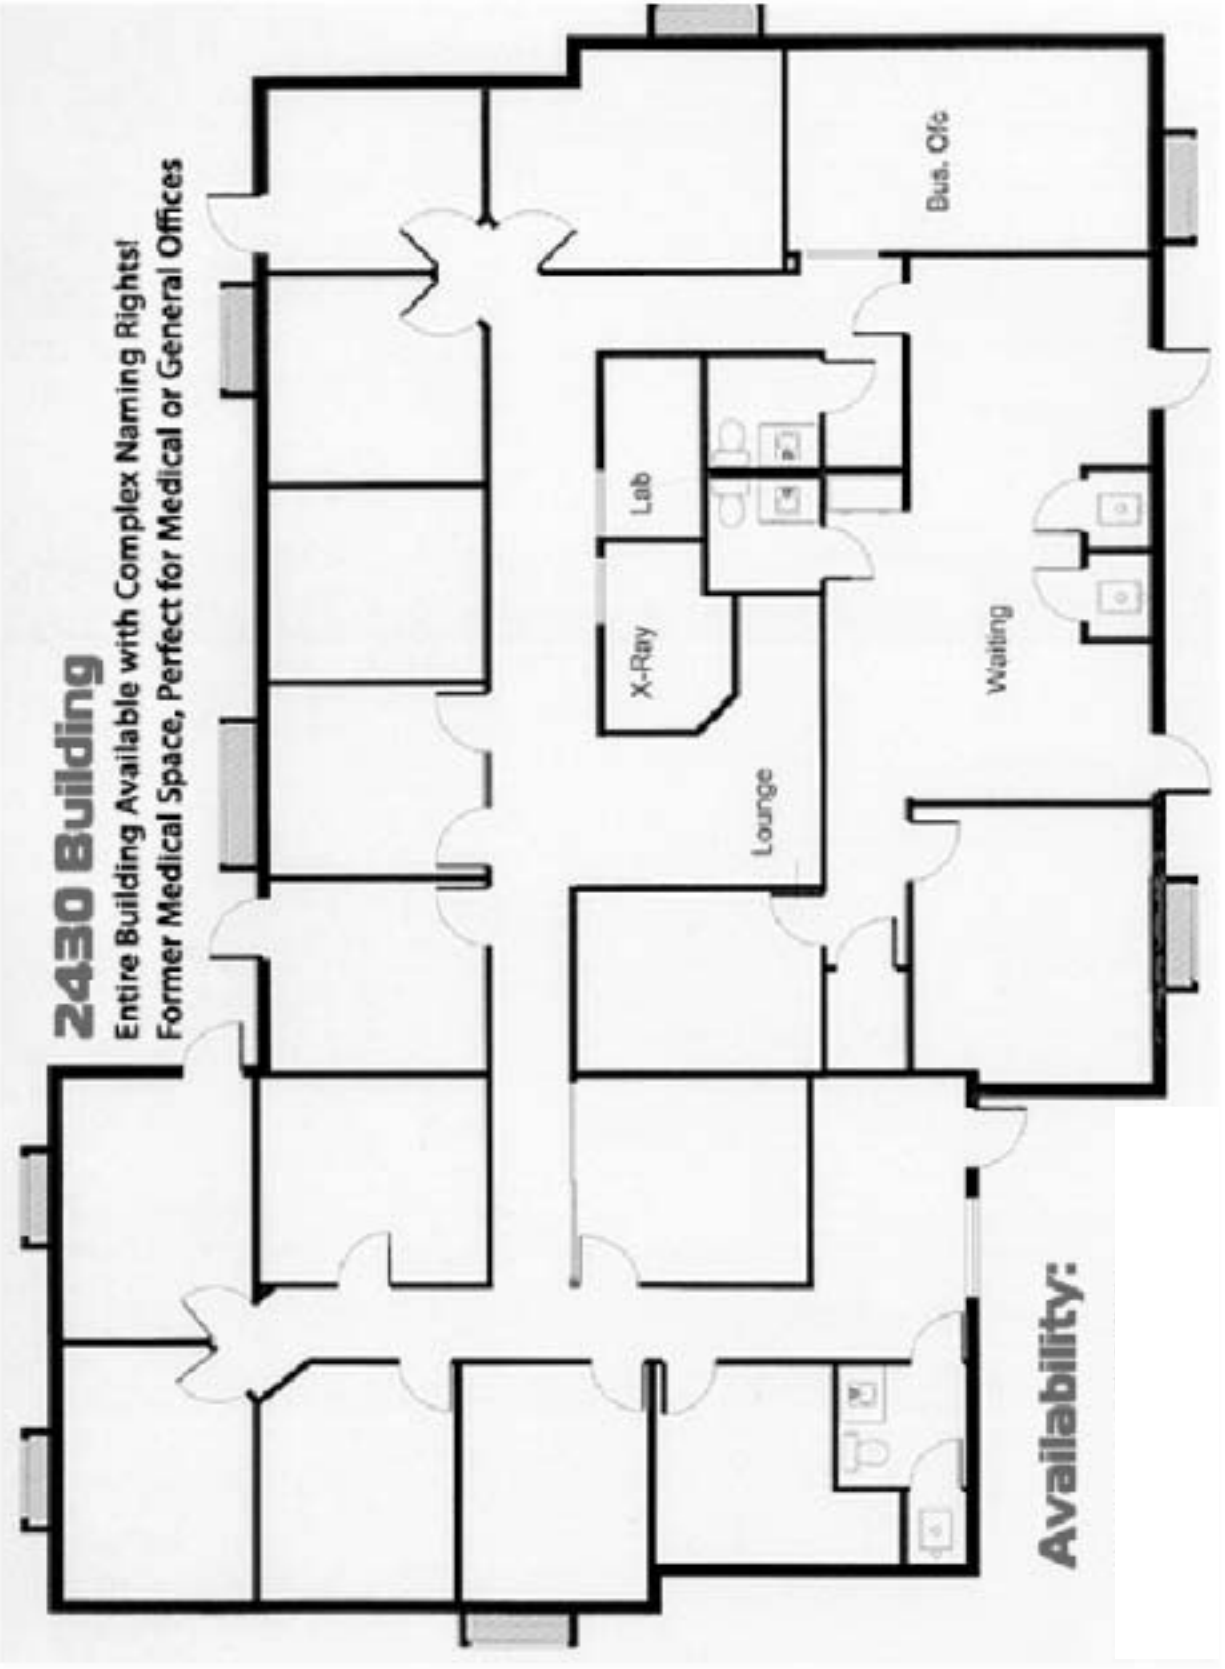 2430 Building
Entire Building Available with Complex Naming Rights!
Former Medical Space, Perfect for Medical or General Offices
Lab
X-Ray
Lounge
Bus. Ofc
Waiting
Availability: